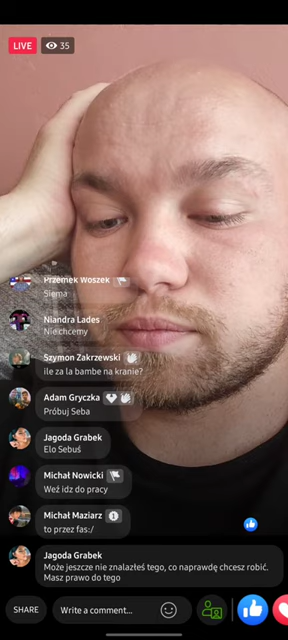 LIVE 35
Przemek Woszek
Siema
Niandra Lades
Nie chcemy
Szymon Zakrzewski
ile za la bambe na kranie?
Adam Gryczka
Próbuj Seba
Jagoda Grabek
Elo Sebuś
Michał Nowicki
Weź idz do pracy
Michał Maziarz 1
to przez fas:/
Jagoda Grabek
Może jeszcze nie znalazłeś tego, co naprawdę chcesz robić.
Masz prawo do tego
SHARE Write a comment...